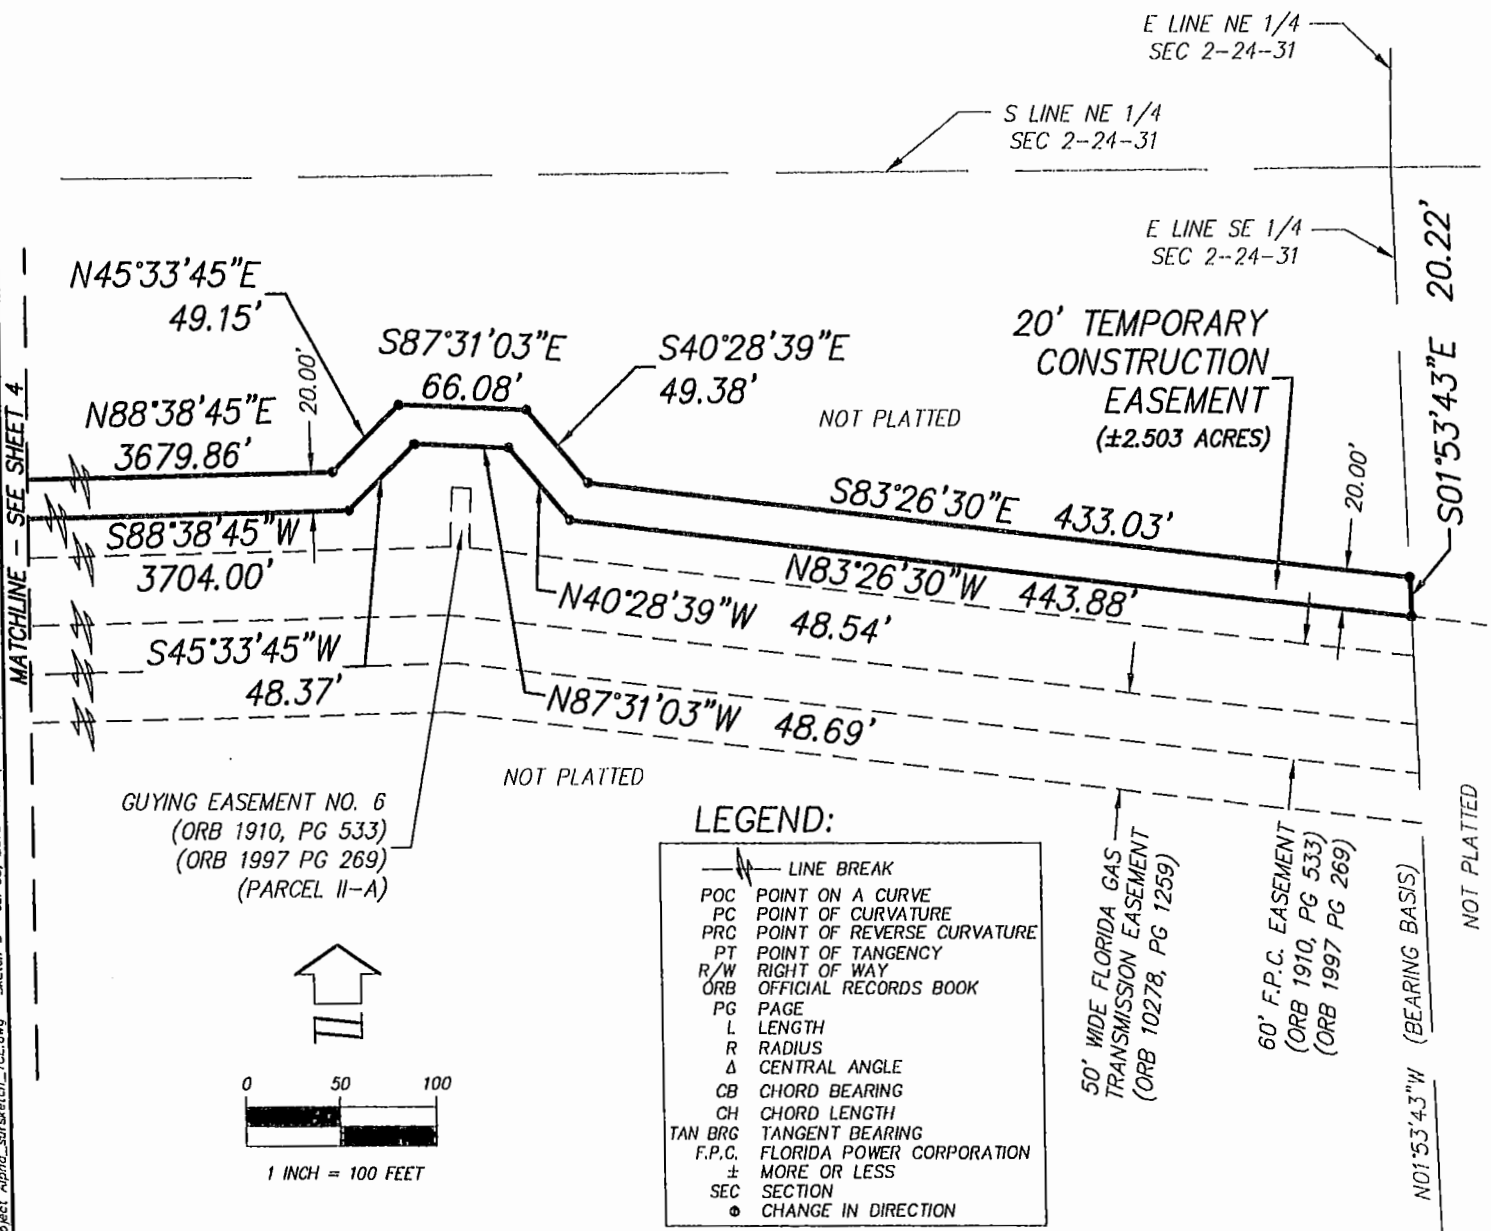 E LINE NE 1/4
SEC 2-24-31
S LINE NE 1/4
SEC 2-24-31
E LINE SE 1/4
SEC 2-24-31
S01°53'43"E 20.22'
N45°33'45"E
49.15'
S87°31'03"E
66.08'
S40°28'39"E
49.38'
20' TEMPORARY
CONSTRUCTION
EASEMENT
(±2.503 ACRES)
NOT PLATTED
MATCHLINE - SEE SHEET 4
N88°38'45"E
3679.86'
20.00'
S83°26'30"E 433.03'
20.00'
S88°38'45"W
3704.00'
N83°26'30"W 443.88'
N40°28'39"W 48.54'
S45°33'45"W
48.37'
N87°31'03"W 48.69'
NOT PLATTED
GUYING EASEMENT NO. 6
(ORB 1910, PG 533)
(ORB 1997 PG 269)
(PARCEL II-A)
50' WIDE FLORIDA GAS
TRANSMISSION EASEMENT
(ORB 10278, PG 1259)
60' F.P.C. EASEMENT
(ORB 1910, PG 533)
(ORB 1997 PG 269)
N01°53'43"W (BEARING BASIS)
NOT PLATTED
LEGEND:
LINE BREAK
POC POINT ON A CURVE
PC POINT OF CURVATURE
PRC POINT OF REVERSE CURVATURE
PT POINT OF TANGENCY
R/W RIGHT OF WAY
ORB OFFICIAL RECORDS BOOK
PG PAGE
L LENGTH
R RADIUS
Δ CENTRAL ANGLE
CB CHORD BEARING
CH CHORD LENGTH
TAN BRG TANGENT BEARING
F.P.C. FLORIDA POWER CORPORATION
± MORE OR LESS
SEC SECTION
CHANGE IN DIRECTION
0 50 100
1 INCH = 100 FEET